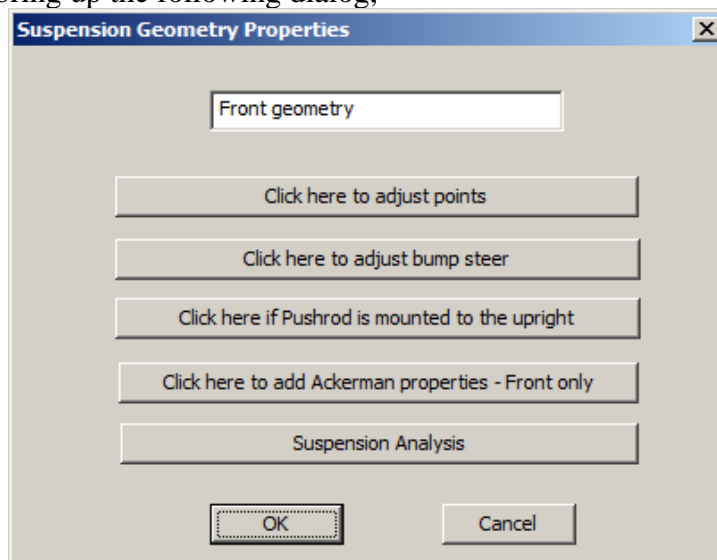 bring up the following dialog;
Suspension Geometry Properties
Front geometry
Click here to adjust points
Click here to adjust bump steer
Click here if Pushrod is mounted to the upright
Click here to add Ackerman properties - Front only
Suspension Analysis
OK
Cancel